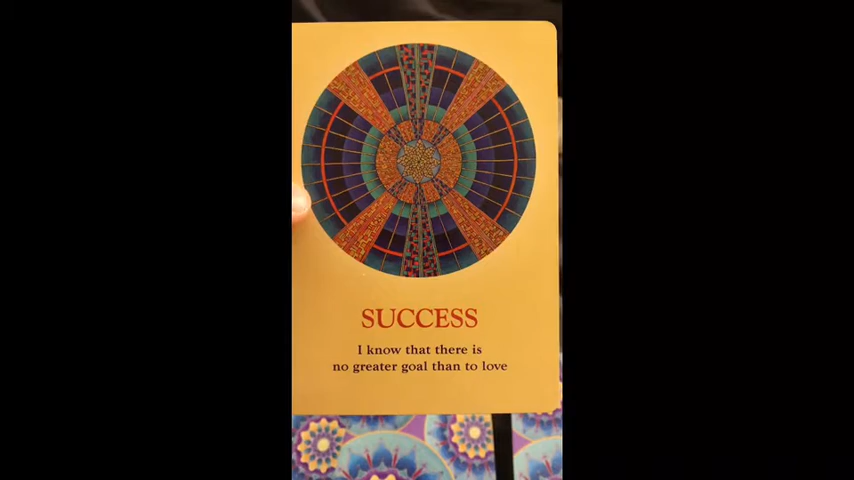 SUCCESS
I know that there is
no greater goal than to love